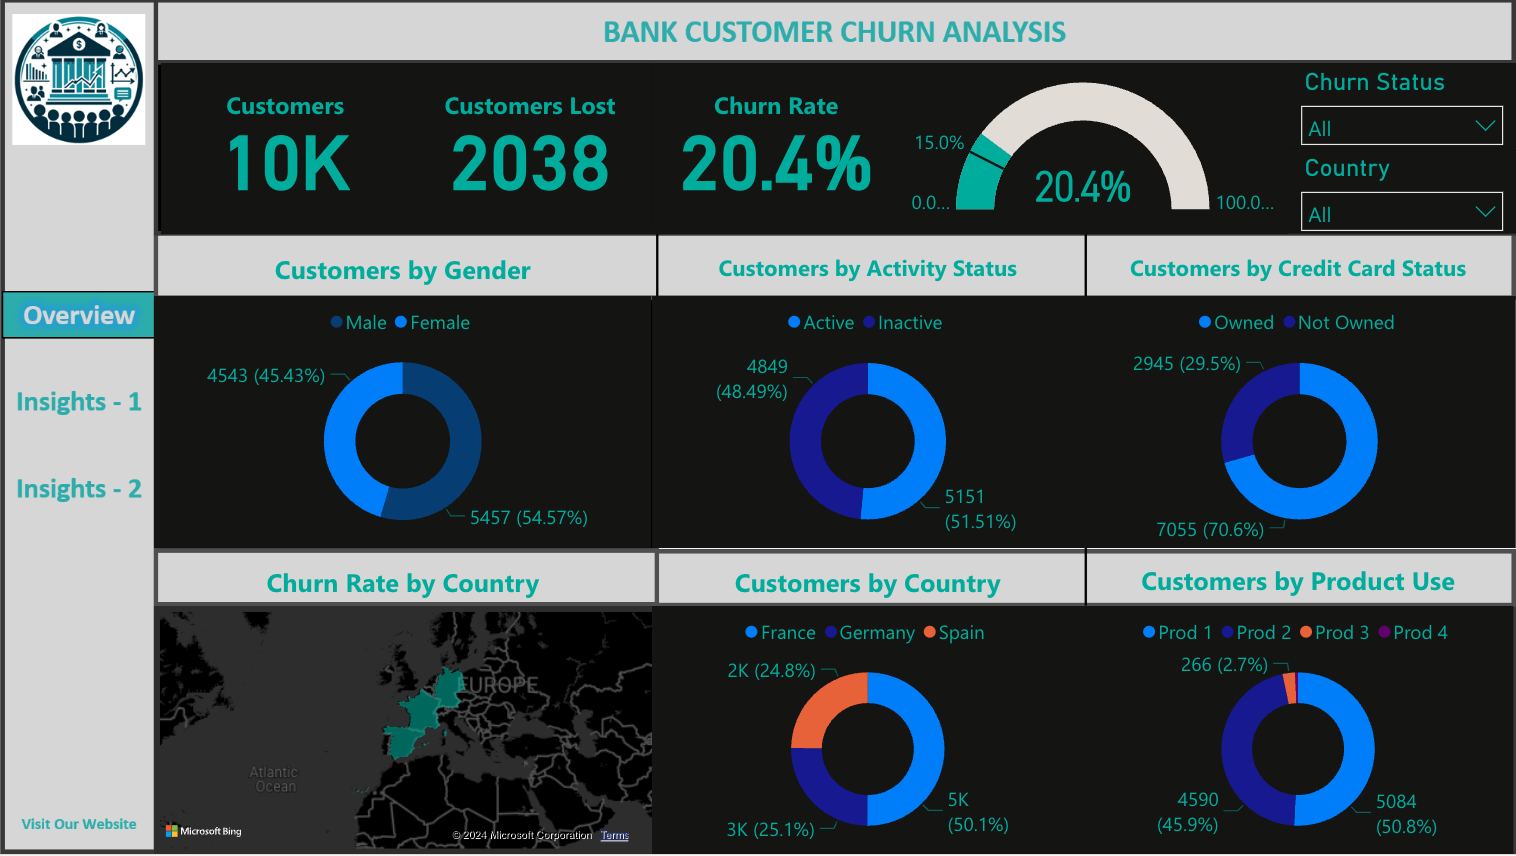 BANK CUSTOMER CHURN ANALYSIS
Customers
10K
Customers Lost
2038
Churn Rate
20.4%
15.0%
0.0...
20.4%
100.0...
Churn Status
All
Country
All
Overview
Insights - 1
Insights - 2
Visit Our Website
Customers by Gender
Male Female
4543 (45.43%)
5457 (54.57%)
Customers by Activity Status
Active Inactive
4849
(48.49%)
5151
(51.51%)
Customers by Credit Card Status
Owned Not Owned
2945 (29.5%)
7055 (70.6%)
Churn Rate by Country
EUROPE
Atlantic
Ocean
Microsoft Bing
© 2024 Microsoft Corporation Terms
Customers by Country
France Germany Spain
2K (24.8%)
5K
(50.1%)
3K (25.1%)
Customers by Product Use
Prod 1 Prod 2 Prod 3 Prod 4
266 (2.7%)
4590
(45.9%)
5084
(50.8%)